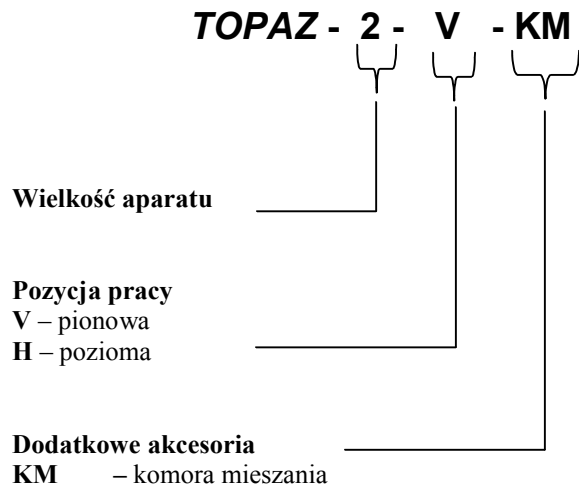 TOPAZ - 2 - V - KM
Wielkość aparatu
Pozycja pracy
V – pionowa
H – pozioma
Dodatkowe akcesoria
KM – komora mieszania